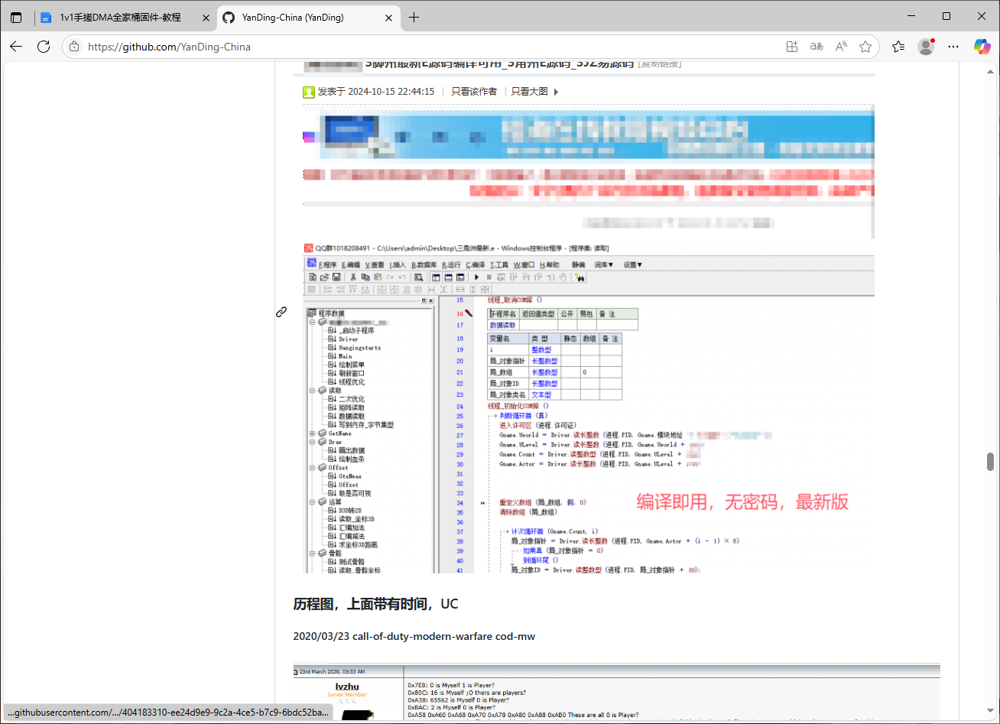 1v1手搓DMA全家桶固件-教程
YanDing-China (YanDing)
https://github.com/YanDing-China
3脚州最新E源码编译可用_3角州E源码_SJZ易源码 [复制链接]
发表于 2024-10-15 22:44:15 | 只看该作者 | 只看大图
QQ群1018208491 - C:\Users\admin\Desktop\三角洲最新.e - Windows控制台程序 - [程序集: 读取]
F.程序 E.编辑 V.查看 I.插入 B.数据库 R.运行 C.编译 T.工具 W.窗口 H.帮助 静编 词库▼ 设置▼
程序数据
_启动子程序
Driver
Hangingstarts
Main
绘制菜单
刷新窗口
线程优化
读取
二次优化
矩阵读取
数据读取
写到内存_字节集型
GetName
Draw
画出数据
绘制血条
Offset
GteNmae
Offset
取是否可视
运算
D3D转2D
读取_坐标3D
汇编加法
汇编减法
求坐标3D距离
骨骼
测试骨骼
读取_骨骼坐标
15 线程_取消COM库 ()
16 子程序名 返回值类型 公开 易包 备 注
17 数据读取
18 变量名 类 型 静态 数组 备 注
19 i 整数型
20 局_对象指针 长整数型
21 局_数组 长整数型 0
22 局_对象ID 长整数型
23 局_对象类名 文本型
24 线程_初始化COM库 ()
25 判断循环首 (真)
26 进入许可区 (进程.许可证)
27 Gname.Uworld = Driver.读长整数 (进程.PID, Gname.模块地址
28 Gname.ULevel = Driver.读长整数 (进程.PID, Gname.Uworld +
29 Gname.Count = Driver.读整数型 (进程.PID, Gname.ULevel +
30 Gname.Actor = Driver.读长整数 (进程.PID, Gname.ULevel +
31
32
33
34 重定义数组 (局_数组, 假, 0)
35 清除数组 (局_数组)
36
37 计次循环首 (Gname.Count, i)
38 局_对象指针 = Driver.读长整数 (进程.PID, Gname.Actor + (i - 1) × 8)
39 如果真 (局_对象指针 = 0)
40 到循环尾 ()
41 局_对象ID = Driver.读整数型 (进程.PID, 局_对象指针 +
编译即用，无密码，最新版
历程图，上面带有时间，UC
2020/03/23 call-of-duty-modern-warfare cod-mw
23rd March 2020, 03:33 AM
lvzhu
Junior Member
0x7E8: 0 is Myself 1 is Player?
0x80C: 16 is Myself ;O thers are players?
0xA38: 65562 is Myself 0 is Player?
0xBAC: 2 is Myself 0 is Player?
0xA58 0xA60 0xA68 0xA70 0xA78 0xA80 0xA88 0xAB0 These are all 0 is Player?
...githubusercontent.com/.../404183310-ee24d9e9-9c2a-4ce5-b7c9-6bdc52ba...